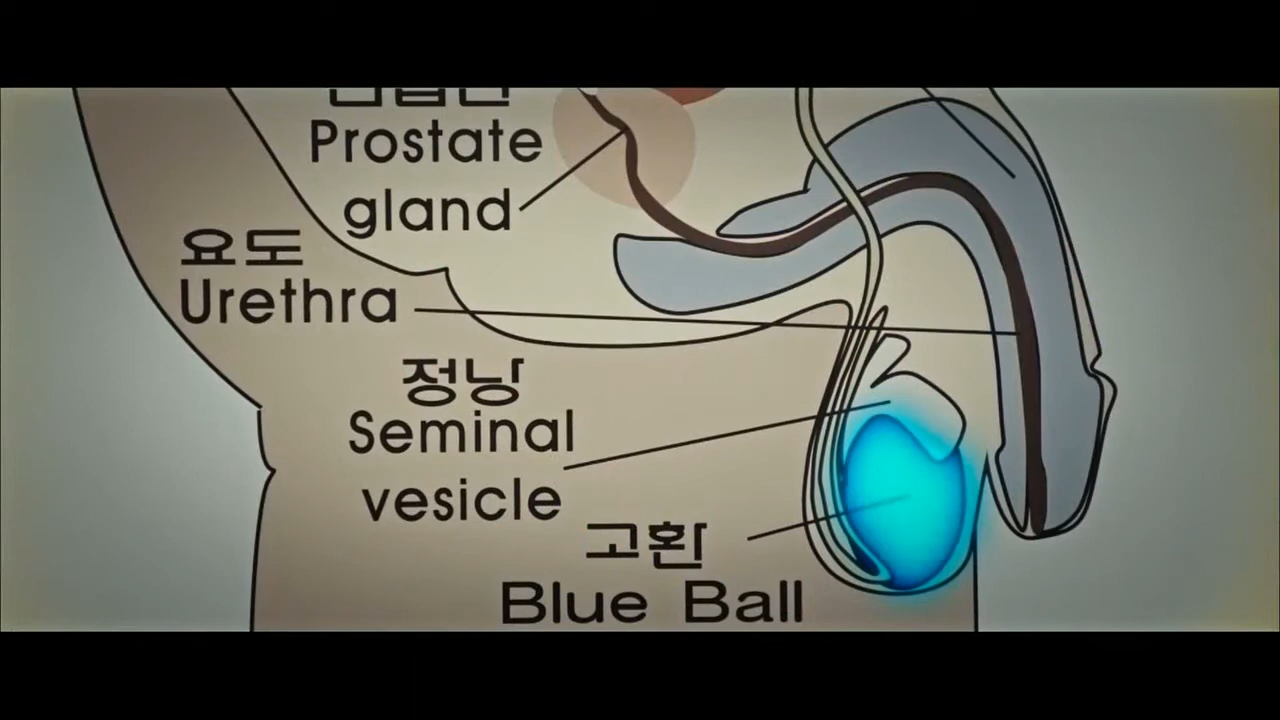 Prostate
gland
요도
Urethra
정낭
Seminal
vesicle
고환
Blue Ball